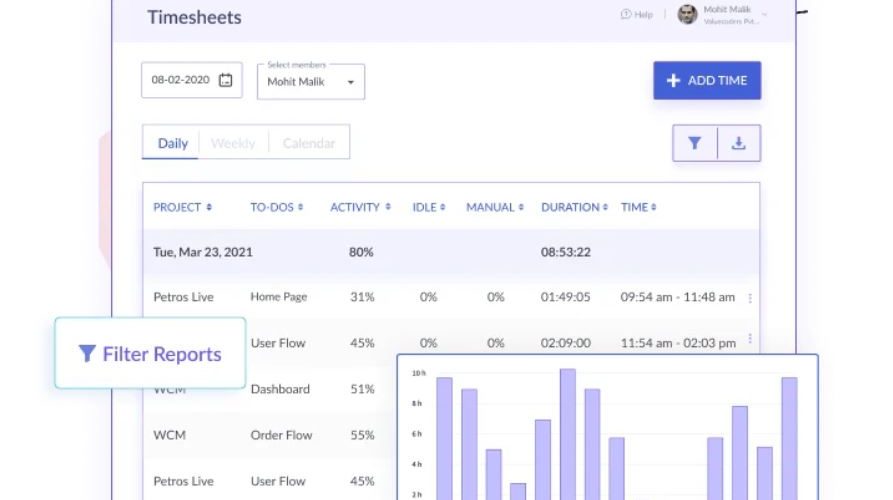 Timesheets
Help
Mohit Malik
Valuecoders Pvt...
08-02-2020
Select members
Mohit Malik
ADD TIME
Daily Weekly Calendar
PROJECT TO-DOS ACTIVITY IDLE MANUAL DURATION TIME
Tue, Mar 23, 2021 80% 08:53:22
Petros Live Home Page 31% 0% 0% 01:49:05 09:54 am - 11:48 am
User Flow 45% 0% 0% 02:09:00 11:54 am - 02:03 pm
Filter Reports
WCM Dashboard 51%
WCM Order Flow 55%
Petros Live User Flow 45%
10 h
8 h
6 h
4 h
2 h